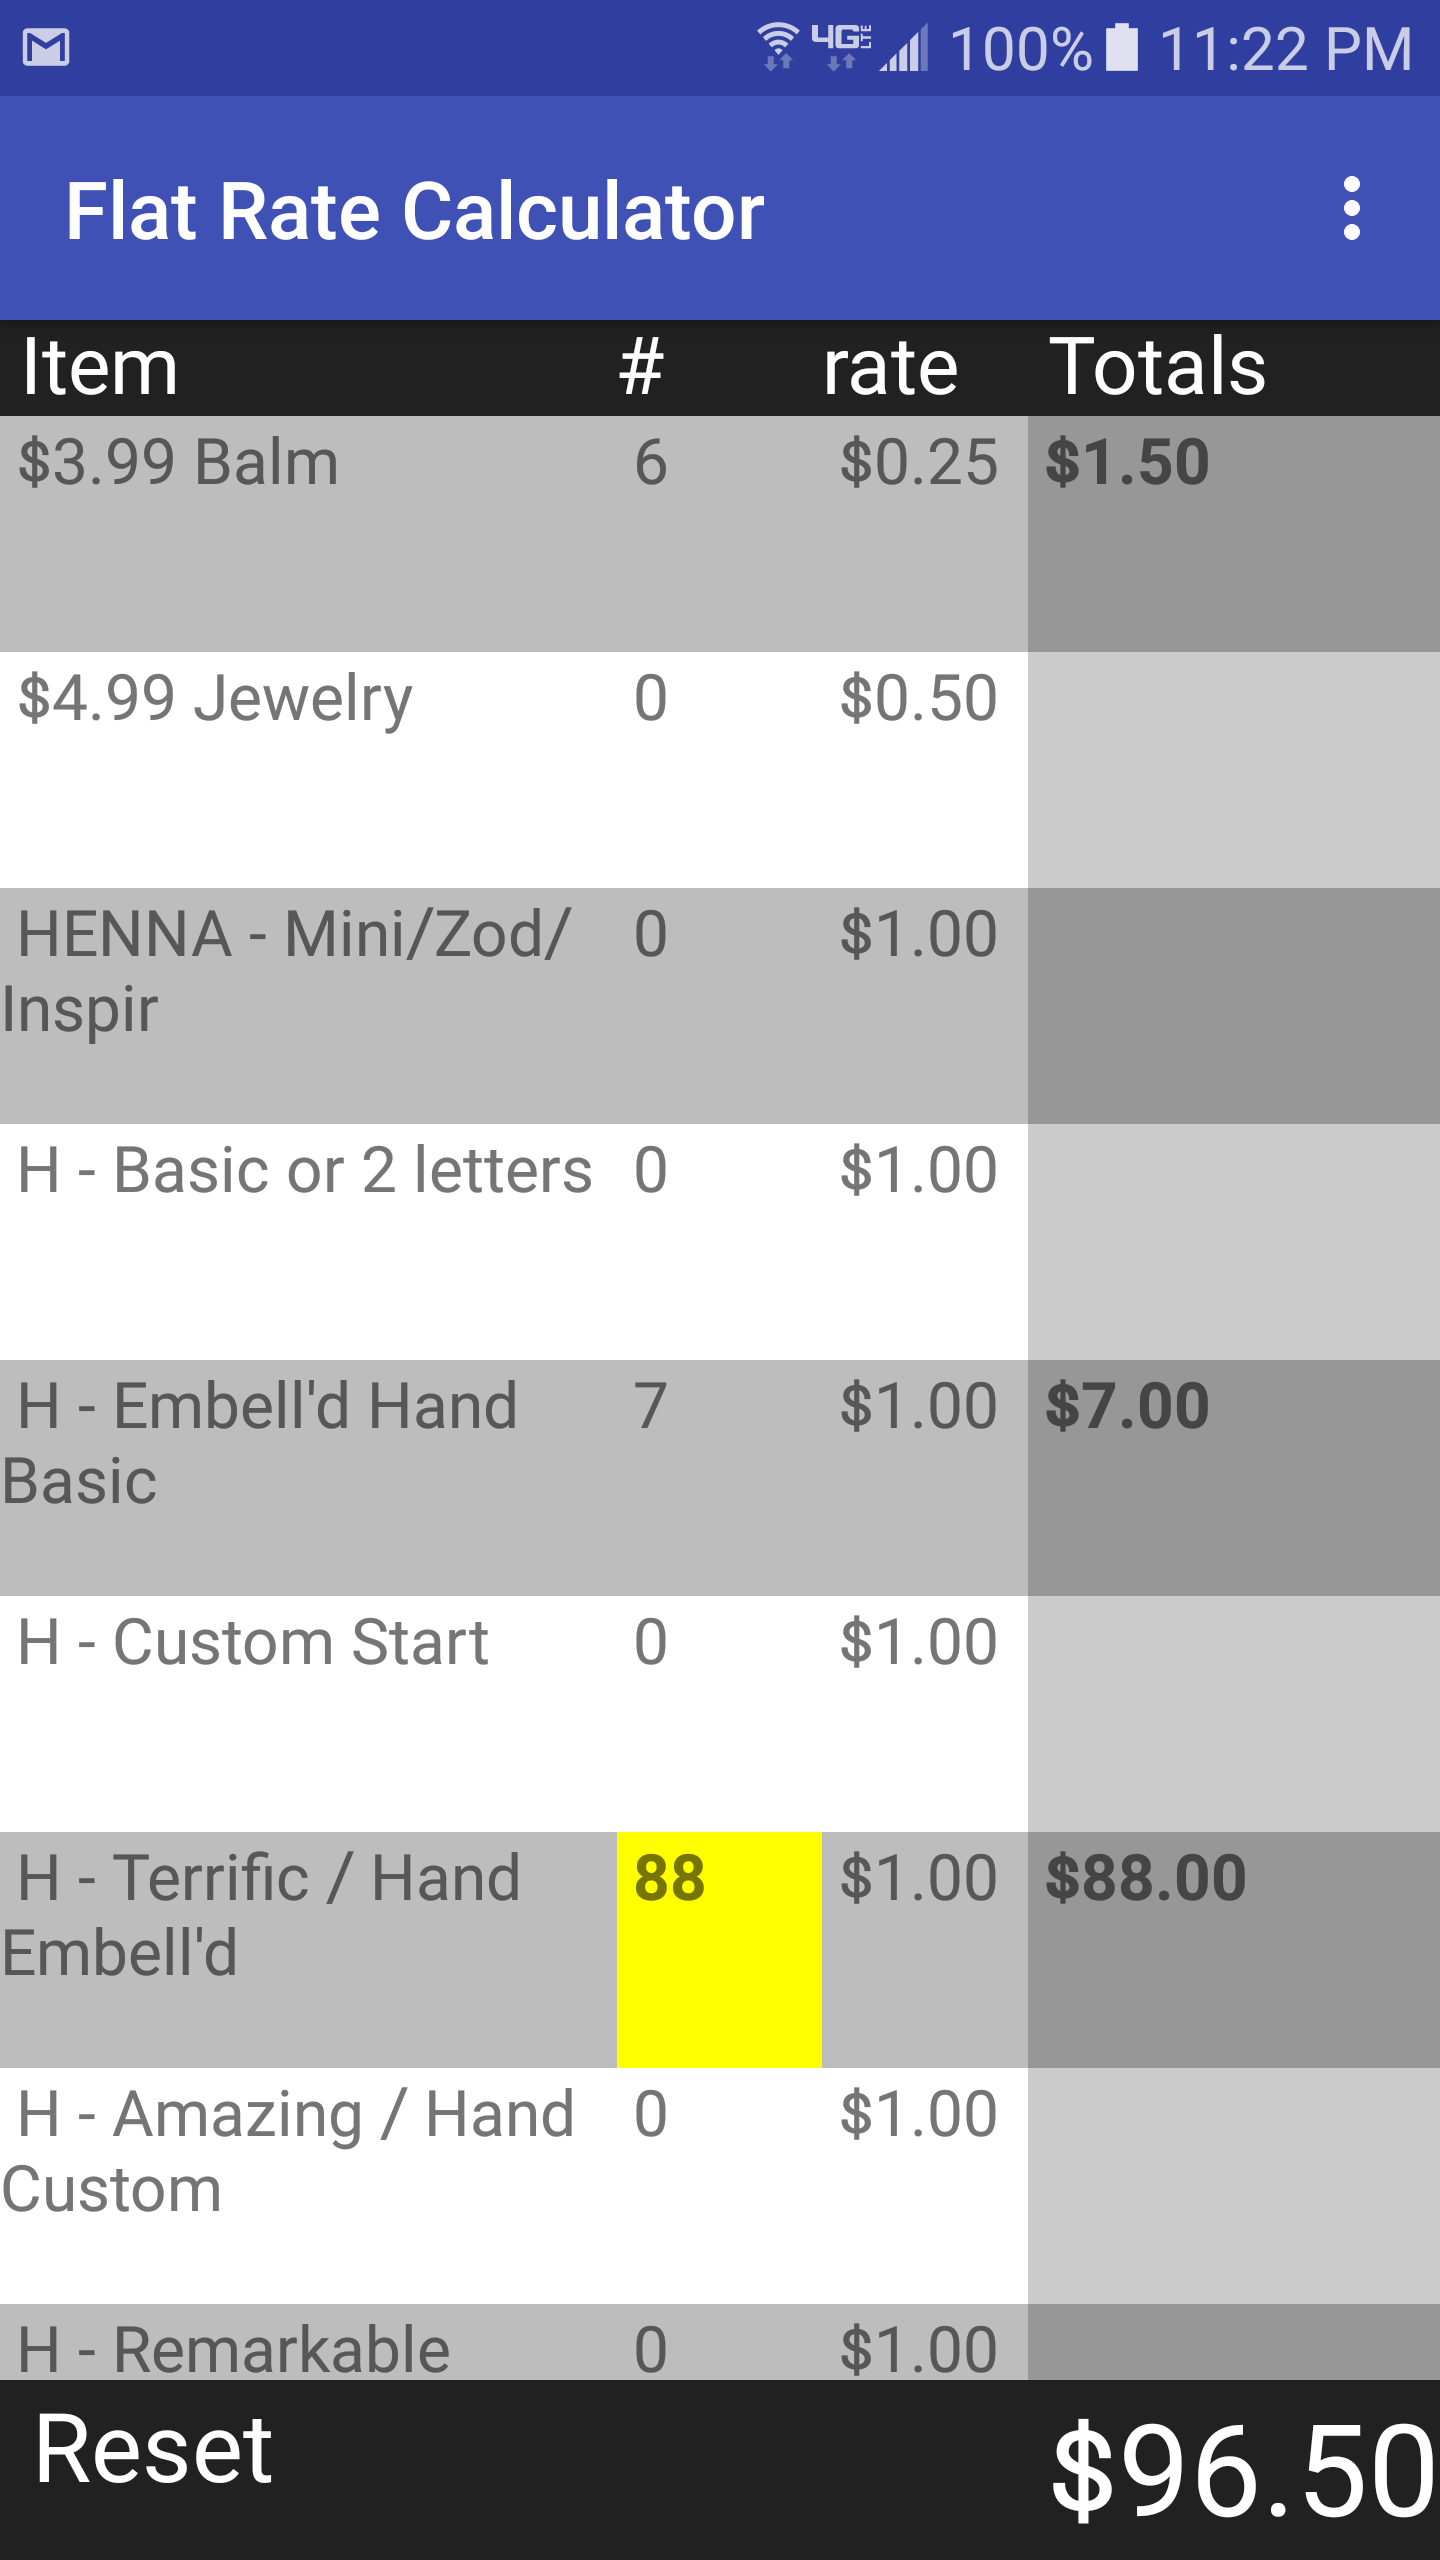 4G LTE 100% 11:22 PM
Flat Rate Calculator
Item # rate Totals
$3.99 Balm 6 $0.25 $1.50
$4.99 Jewelry 0 $0.50
HENNA - Mini/Zod/ 0 $1.00
Inspir
H - Basic or 2 letters 0 $1.00
H - Embell'd Hand 7 $1.00 $7.00
Basic
H - Custom Start 0 $1.00
H - Terrific / Hand 88 $1.00 $88.00
Embell'd
H - Amazing / Hand 0 $1.00
Custom
H - Remarkable 0 $1.00
Reset $96.50